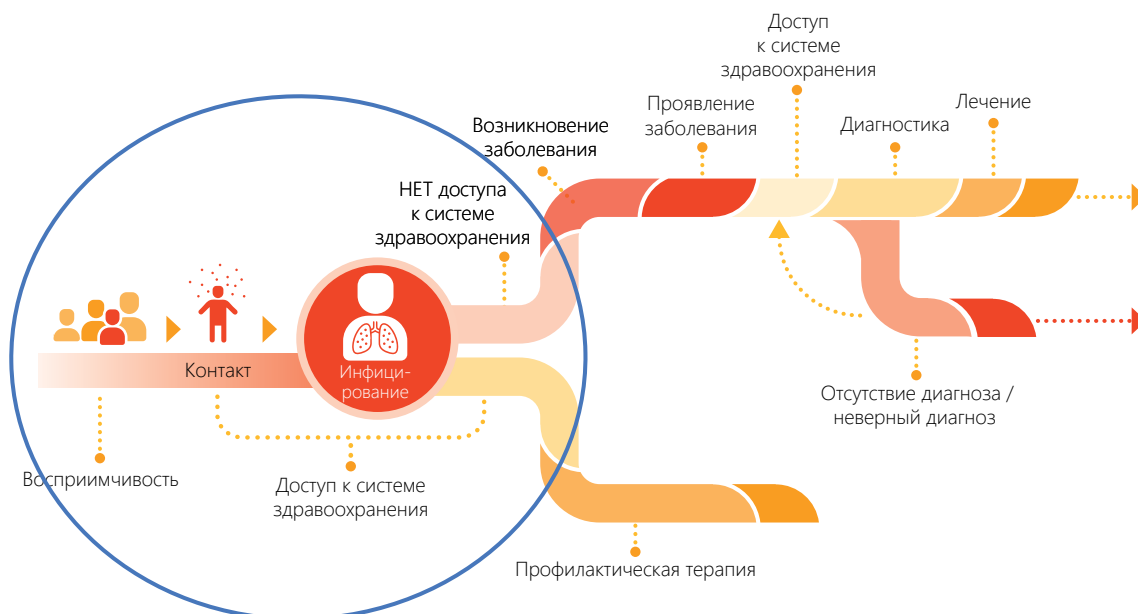 Доступ
к системе
здравоохранения
Проявление
заболевания
Диагностика
Лечение
Возникновение
заболевания
НЕТ доступа
к системе
здравоохранения
Контакт
Инфици-
рование
Восприимчивость
Доступ к системе
здравоохранения
Отсутствие диагноза /
неверный диагноз
Профилактическая терапия